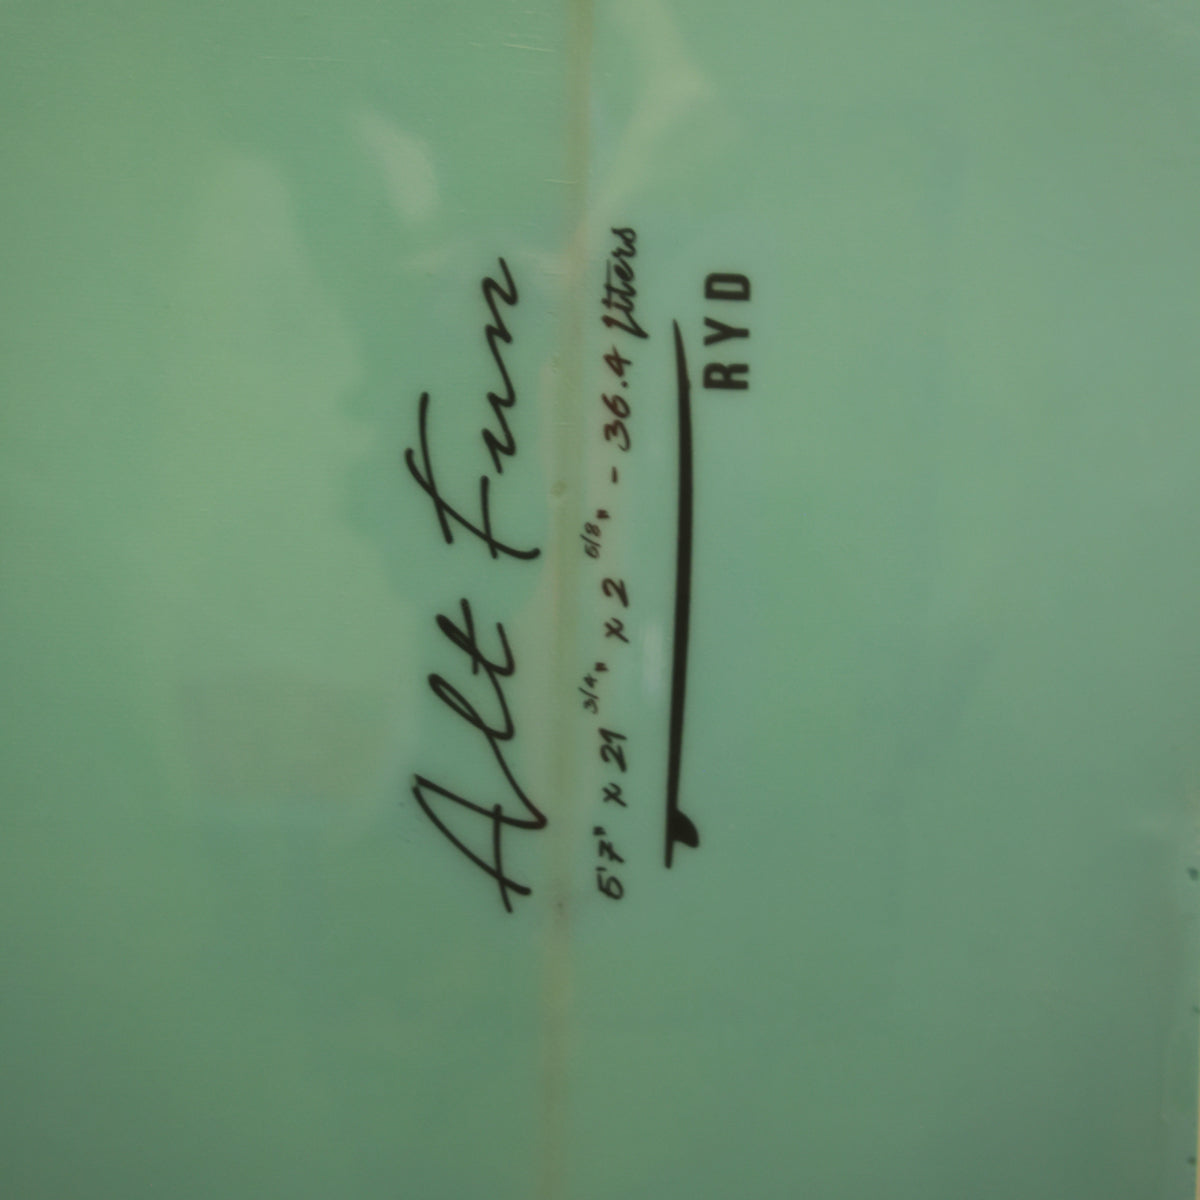 Alt Fun
5'7" x 21 3/4" x 2 5/8" - 36.4 liters
RYD